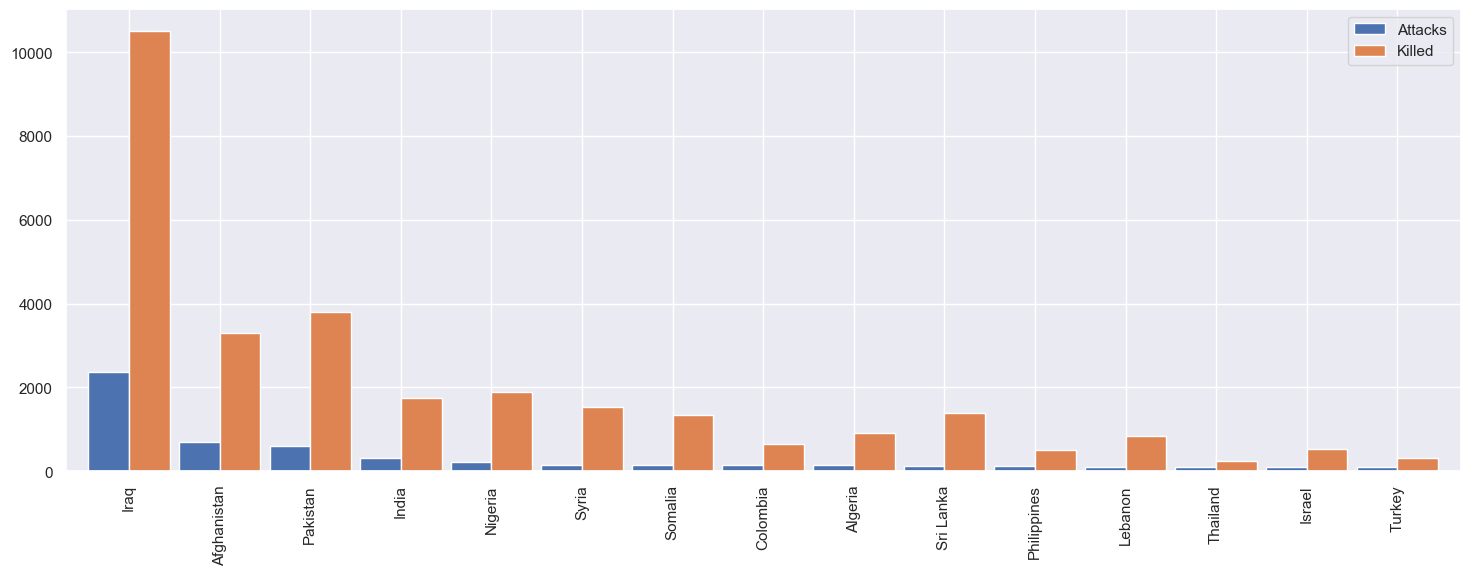 Attacks
Killed
10000
8000
6000
4000
2000
0
Iraq
Afghanistan
Pakistan
India
Nigeria
Syria
Somalia
Colombia
Algeria
Sri Lanka
Philippines
Lebanon
Thailand
Israel
Turkey